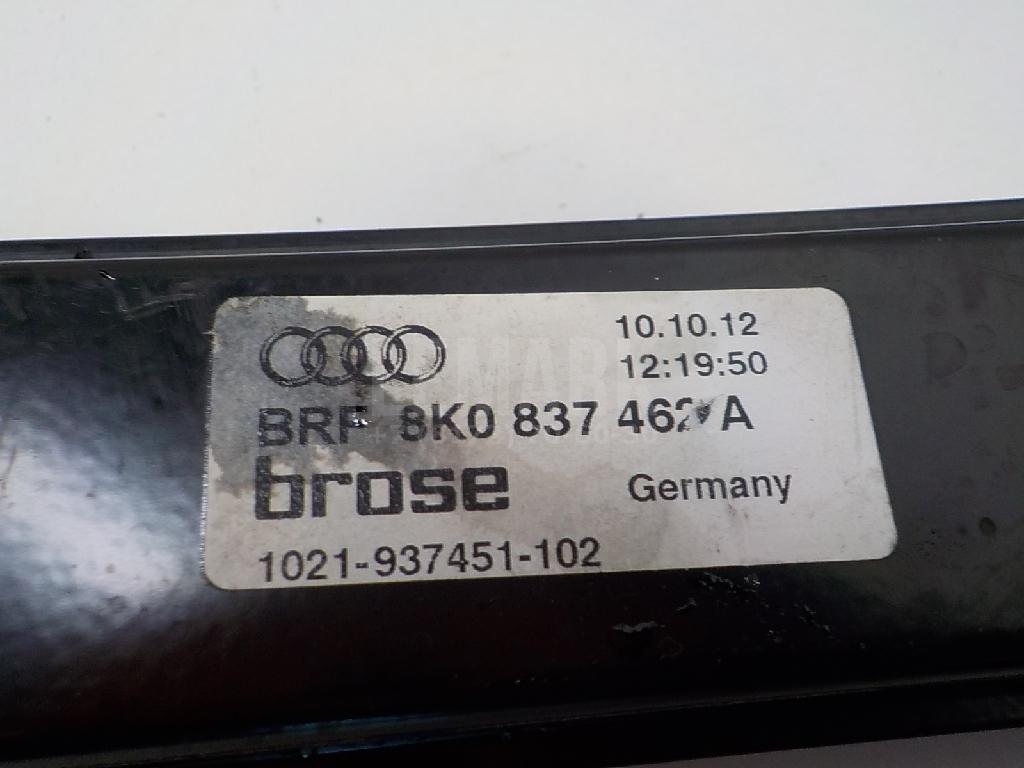 10.10.12
12:19:50
BRF 8K0 837 462 A
brose
Germany
1021-937451-102